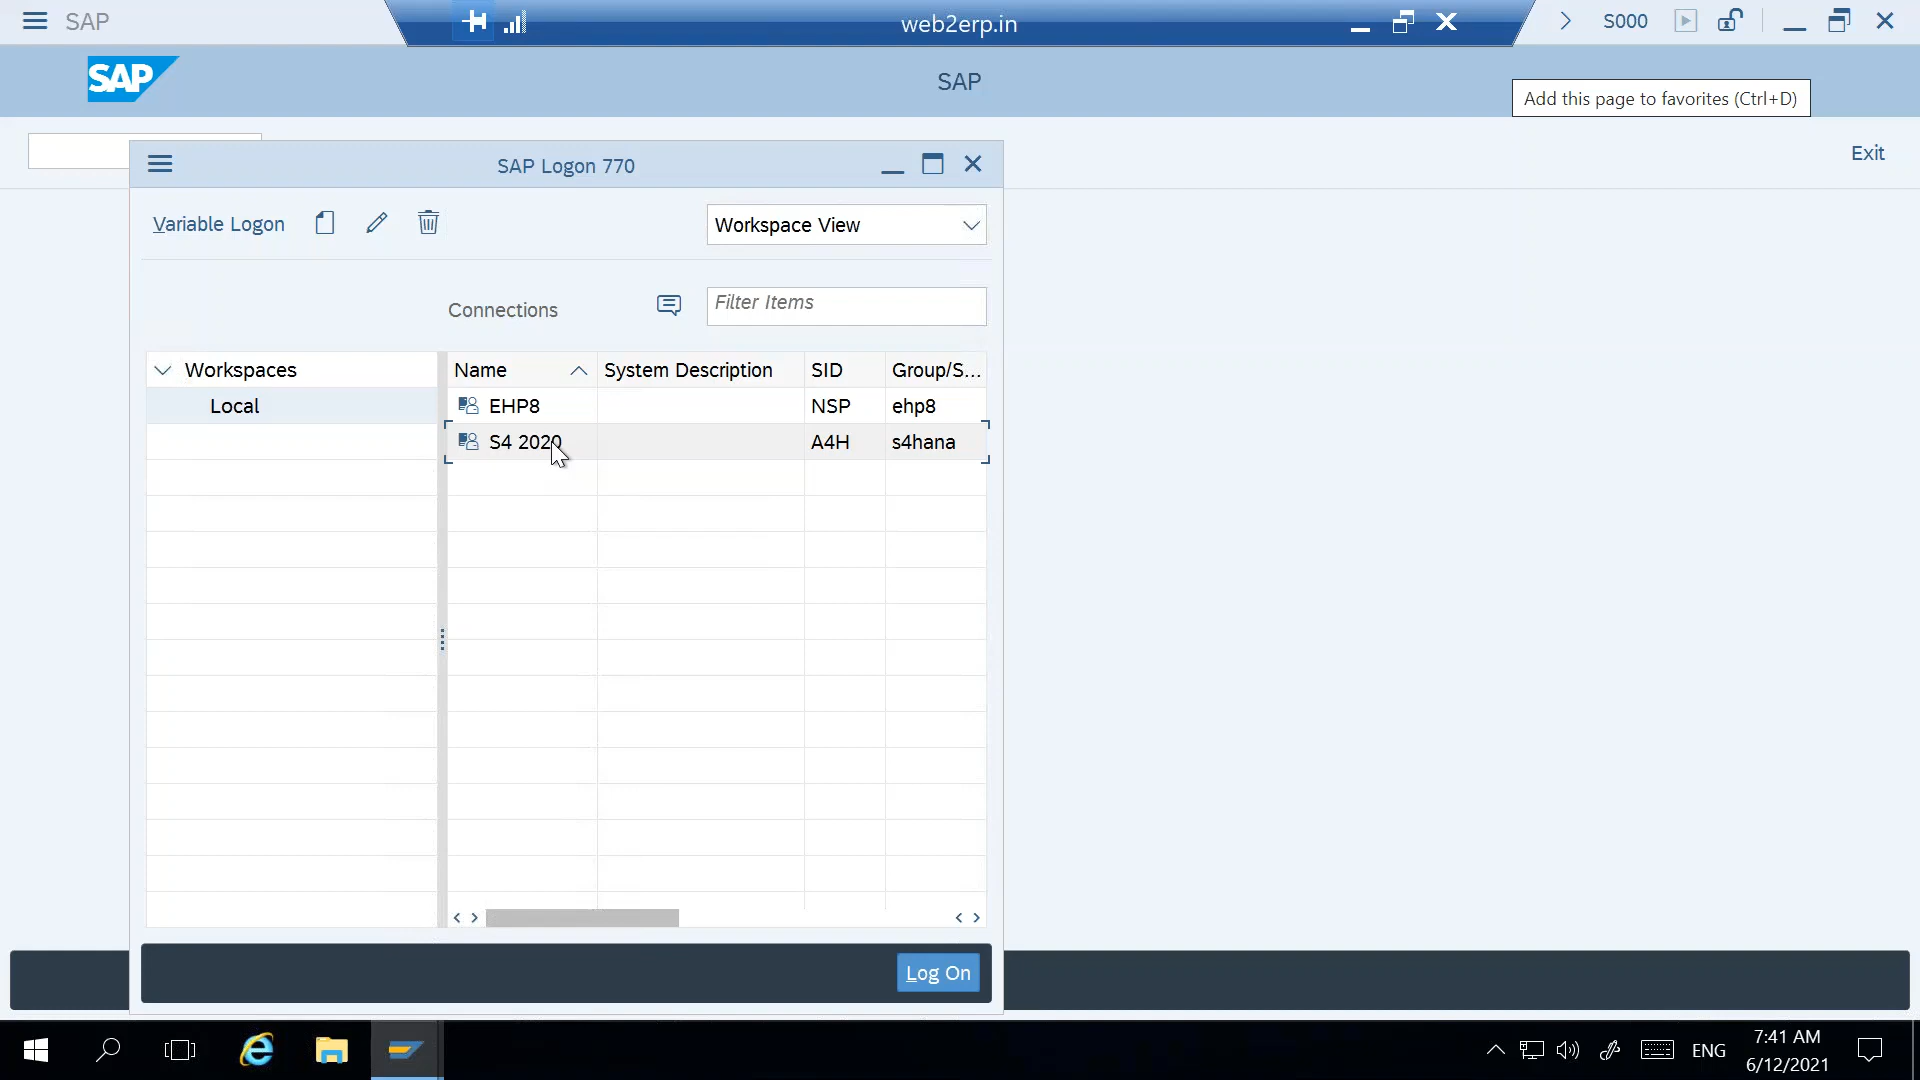 SAP
web2erp.in
S000
SAP
SAP
Add this page to favorites (Ctrl+D)
Exit
SAP Logon 770
Variable Logon
Workspace View
Connections
Filter Items
Workspaces
Name
System Description
SID
Group/S...
Local
EHP8
NSP
ehp8
S4 2020
A4H
s4hana
Log On
ENG
7:41 AM
6/12/2021